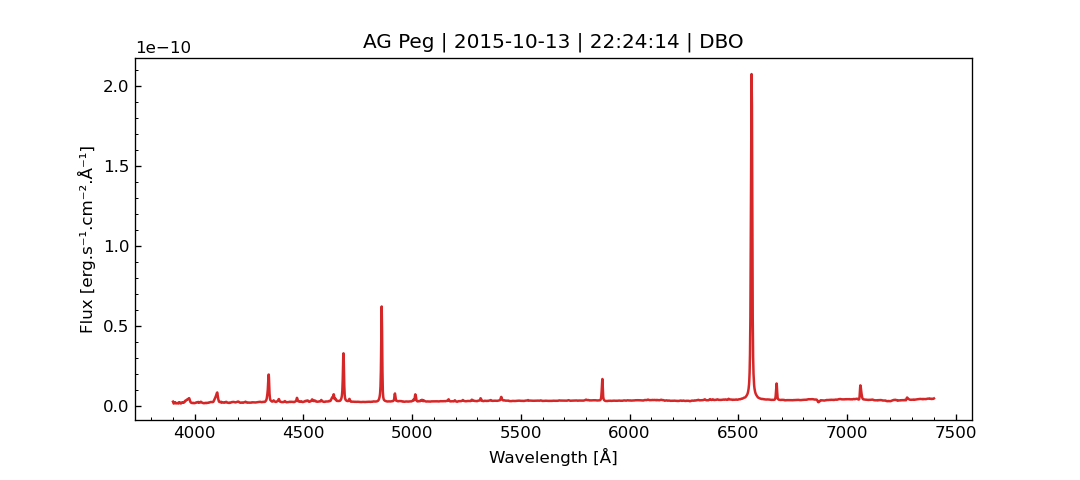 AG Peg | 2015-10-13 | 22:24:14 | DBO
1e−10
2.0
1.5
1.0
0.5
0.0
Flux [erg.s⁻¹.cm⁻².Å⁻¹]
4000 4500 5000 5500 6000 6500 7000 7500
Wavelength [Å]